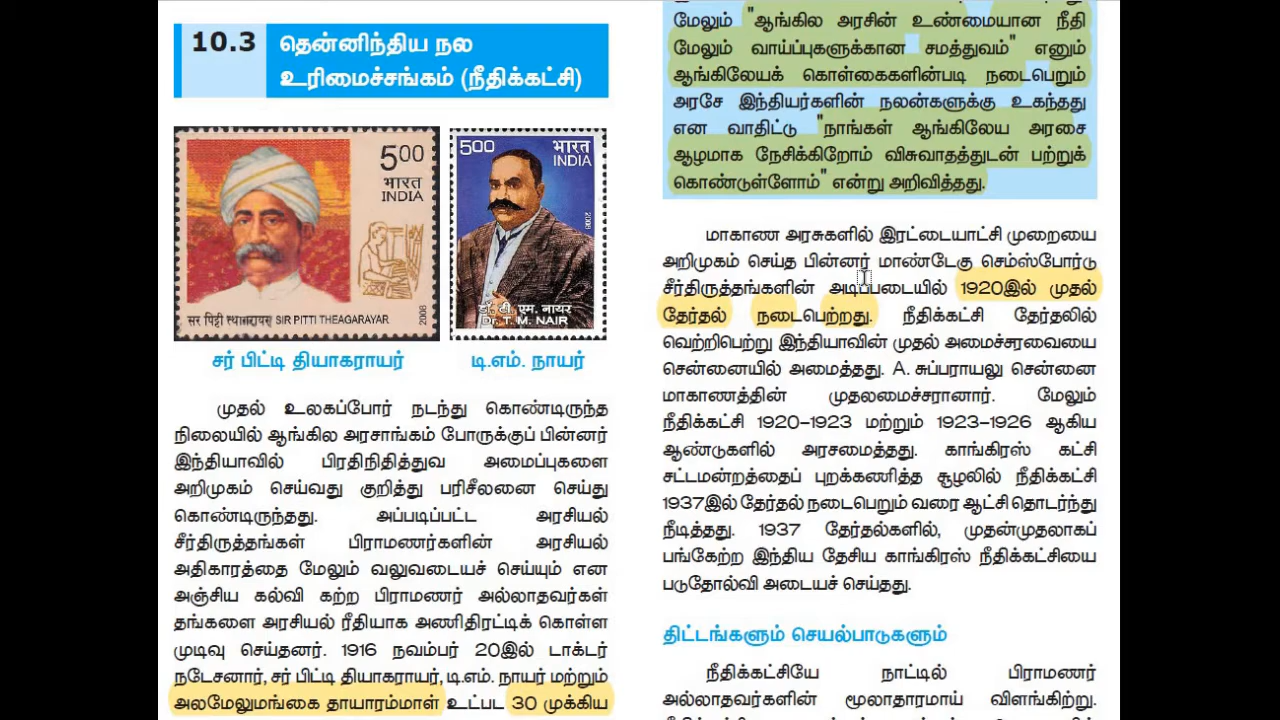 10.3 தென்னிந்திய நல
உரிமைச்சங்கம் (நீதிக்கட்சி)
5.00
भारत
INDIA
सर पिट्टी त्यागरायर SIR PITTI THEAGARAYAR 2008
5.00 भारत
INDIA
2008
डॉ. टी. एम. नायर
Dr. T. M. NAIR
சர் பிட்டி தியாகராயர்
டி.எம். நாயர்
முதல் உலகப்போர் நடந்து கொண்டிருந்த
நிலையில் ஆங்கில அரசாங்கம் போருக்குப் பின்னர்
இந்தியாவில் பிரதிநிதித்துவ அமைப்புகளை
அறிமுகம் செய்வது குறித்து பரிசீலனை செய்து
கொண்டிருந்தது. அப்படிப்பட்ட அரசியல்
சீர்திருத்தங்கள் பிராமணர்களின் அரசியல்
அதிகாரத்தை மேலும் வலுவடையச் செய்யும் என
அஞ்சிய கல்வி கற்ற பிராமணர் அல்லாதவர்கள்
தங்களை அரசியல் ரீதியாக அணிதிரட்டிக் கொள்ள
முடிவு செய்தனர். 1916 நவம்பர் 20இல் டாக்டர்
நடேசனார், சர் பிட்டி தியாகராயர், டி.எம். நாயர் மற்றும்
அலமேலுமங்கை தாயாரம்மாள் உட்பட 30 முக்கிய
மேலும் "ஆங்கில அரசின் உண்மையான நீதி
மேலும் வாய்ப்புகளுக்கான சமத்துவம்" எனும்
ஆங்கிலேயக் கொள்கைகளின்படி நடைபெறும்
அரசே இந்தியர்களின் நலன்களுக்கு உகந்தது
என வாதிட்டு "நாங்கள் ஆங்கிலேய அரசை
ஆழமாக நேசிக்கிறோம் விசுவாதத்துடன் பற்றுக்
கொண்டுள்ளோம்" என்று அறிவித்தது.
மாகாண அரசுகளில் இரட்டையாட்சி முறையை
அறிமுகம் செய்த பின்னர் மாண்டேகு செம்ஸ்போர்டு
சீர்திருத்தங்களின் அடிப்படையில் 1920இல் முதல்
தேர்தல் நடைபெற்றது. நீதிக்கட்சி தேர்தலில்
வெற்றிபெற்று இந்தியாவின் முதல் அமைச்சரவையை
சென்னையில் அமைத்தது. A. சுப்பராயலு சென்னை
மாகாணத்தின் முதலமைச்சரானார். மேலும்
நீதிக்கட்சி 1920–1923 மற்றும் 1923–1926 ஆகிய
ஆண்டுகளில் அரசமைத்தது. காங்கிரஸ் கட்சி
சட்டமன்றத்தைப் புறக்கணித்த சூழலில் நீதிக்கட்சி
1937இல் தேர்தல் நடைபெறும் வரை ஆட்சி தொடர்ந்து
நீடித்தது. 1937 தேர்தல்களில், முதன்முதலாகப்
பங்கேற்ற இந்திய தேசிய காங்கிரஸ் நீதிக்கட்சியை
படுதோல்வி அடையச் செய்தது.
திட்டங்களும் செயல்பாடுகளும்
நீதிக்கட்சியே நாட்டில் பிராமணர்
அல்லாதவர்களின் மூலாதாரமாய் விளங்கிற்று.